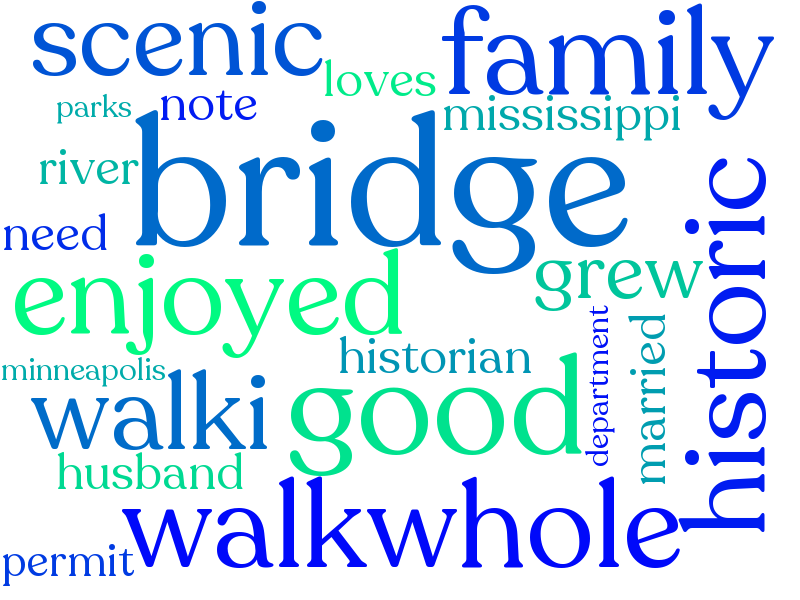 scenic
family
loves
parks
note
mississippi
bridge
river
historic
need
enjoyed
grew
department
married
historian
minneapolis
walki
good
husband
walkwhole
permit